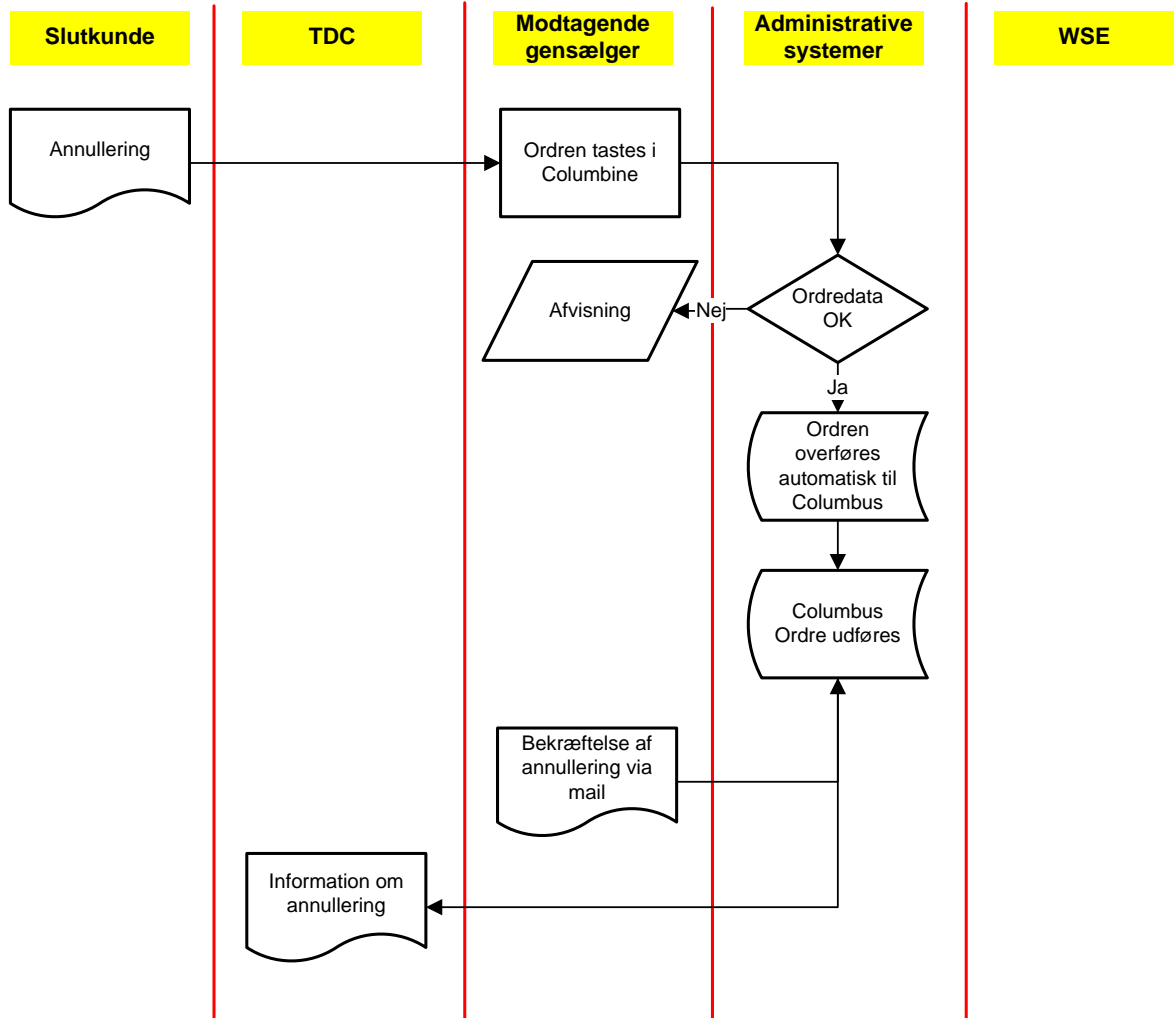 Slutkunde
TDC
Modtagende
gensælger
Administrative
systemer
WSE
Annullering
Ordren tastes i
Columbine
Afvisning
Nej
Ordredata
OK
Ja
Ordren
overføres
automatisk til
Columbus
Columbus
Ordre udføres
Bekræftelse af
annullering via
mail
Information om
annullering